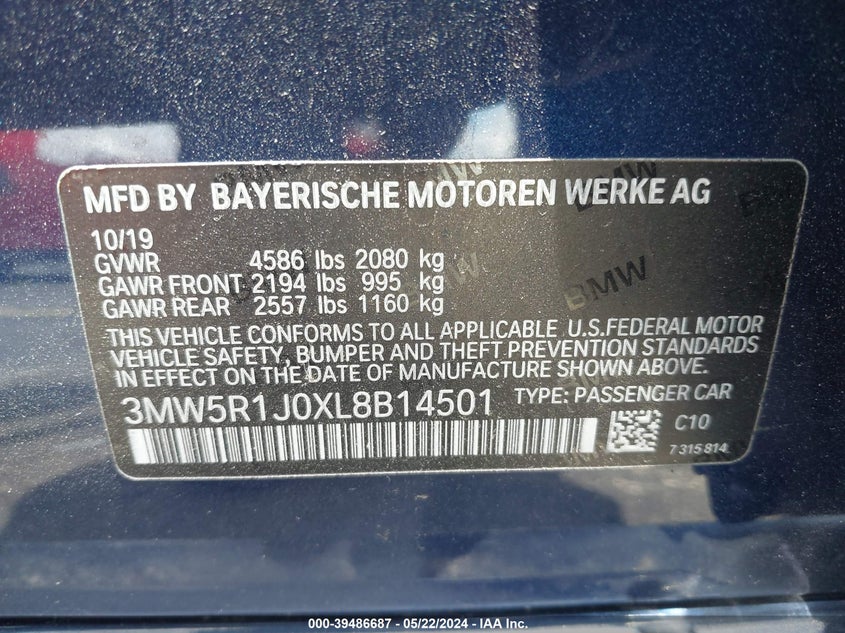 MFD BY BAYERISCHE MOTOREN WERKE AG
10/19
GVWR 4586 lbs 2080 kg
GAWR FRONT 2194 lbs 995 kg
GAWR REAR 2557 lbs 1160 kg
THIS VEHICLE CONFORMS TO ALL APPLICABLE U.S.FEDERAL MOTOR
VEHICLE SAFETY, BUMPER AND THEFT PREVENTION STANDARDS
IN EFFECT ON THE DATE OF MANUFACTURE SHOWN ABOVE.
3MW5R1J0XL8B14501 TYPE: PASSENGER CAR
C10
7315814
BMW
BMW
BMW
000-39486687 - 05/22/2024 - IAA Inc.